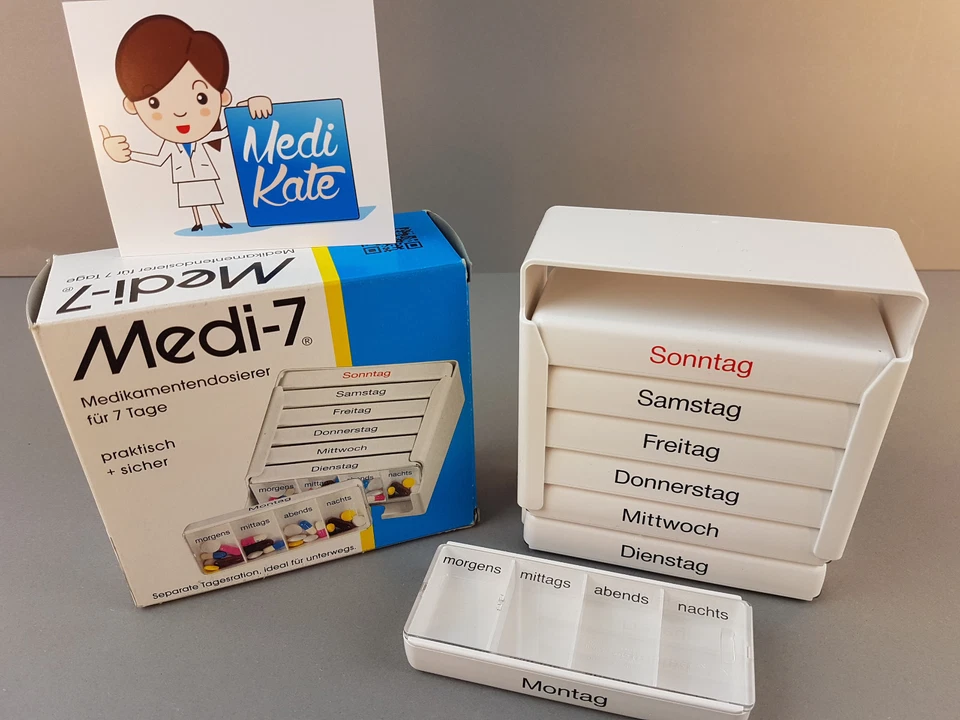 Medi
Kate
Medi-7®
Medikamentendosierer für 7 Tage
Medi-7®
Medikamentendosierer
für 7 Tage
praktisch
+ sicher
Sonntag
Samstag
Freitag
Donnerstag
Mittwoch
Dienstag
morgens
abends
nachts
Montag
morgens
mittags
abends
nachts
Separate Tagesration, ideal für unterwegs.
Sonntag
Samstag
Freitag
Donnerstag
Mittwoch
Dienstag
morgens
mittags
abends
nachts
Montag